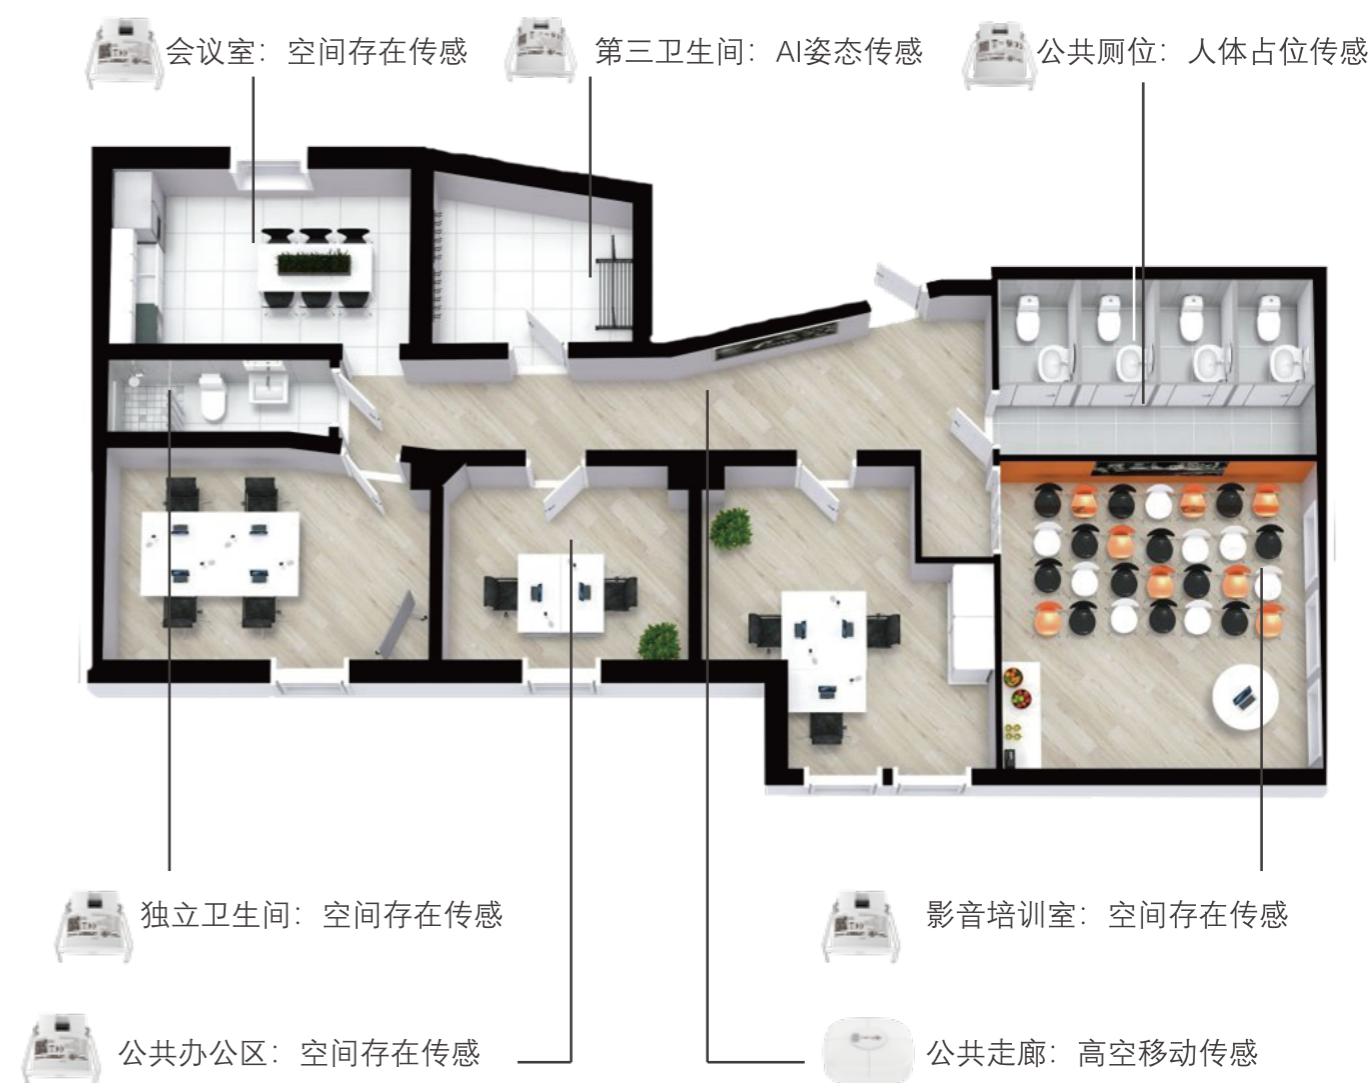 会议室：空间存在传感
第三卫生间：AI姿态传感
公共厕位：人体占位传感
独立卫生间：空间存在传感
影音培训室：空间存在传感
公共办公区：空间存在传感
公共走廊：高空移动传感